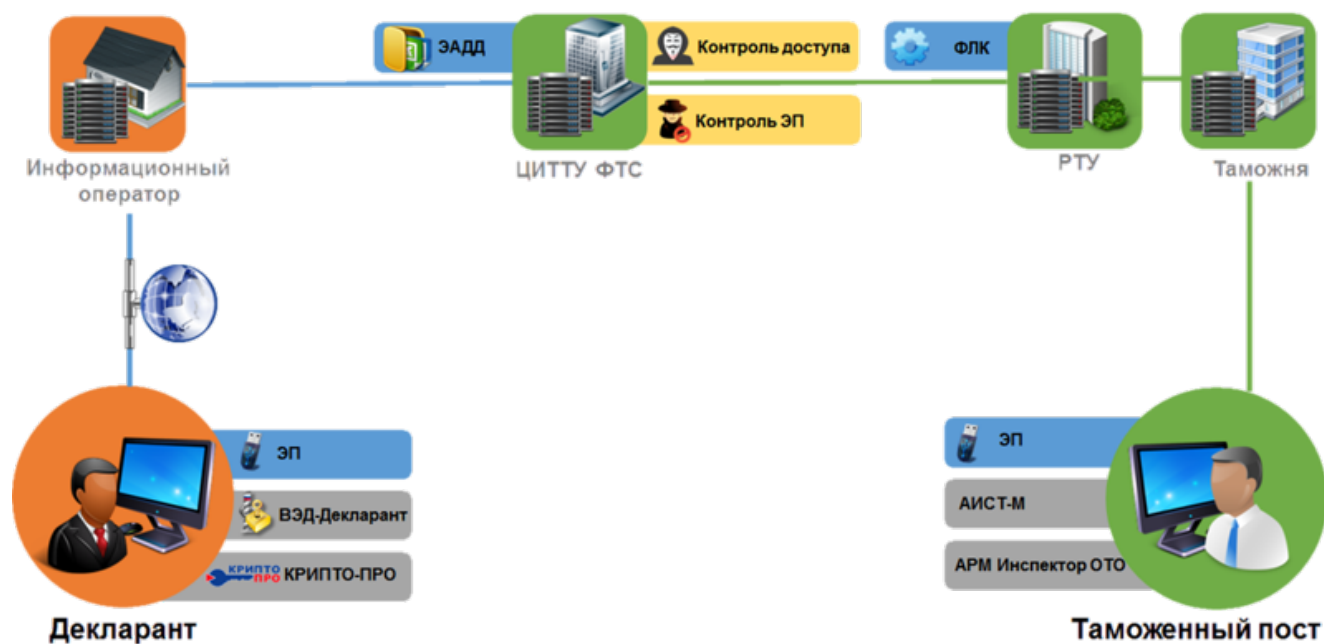 ЭАДД
Контроль доступа
ФЛК
Контроль ЭП
Информационный
оператор
ЦИТТУ ФТС
РТУ
Таможня
ЭП
ВЭД-Декларант
КРИПТО
ПРО
КРИПТО-ПРО
Декларант
ЭП
АИСТ-М
АРМ Инспектор ОТО
Таможенный пост